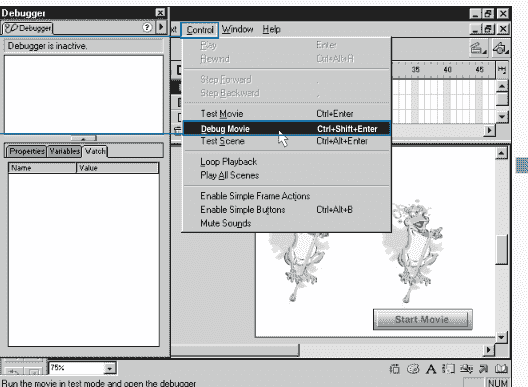 Debugger
Debugger
Debugger is inactive.
Properties Variables Watch
Name Value
Control Window Help
Play Enter
Rewind Ctrl+Alt+R
Step Forward .
Step Backward ,
Test Movie Ctrl+Enter
Debug Movie Ctrl+Shift+Enter
Test Scene Ctrl+Alt+Enter
Loop Playback
Play All Scenes
Enable Simple Frame Actions
Enable Simple Buttons Ctrl+Alt+B
Mute Sounds
35 40 45
Start Movie
75%
Run the movie in test mode and open the debugger
NUM